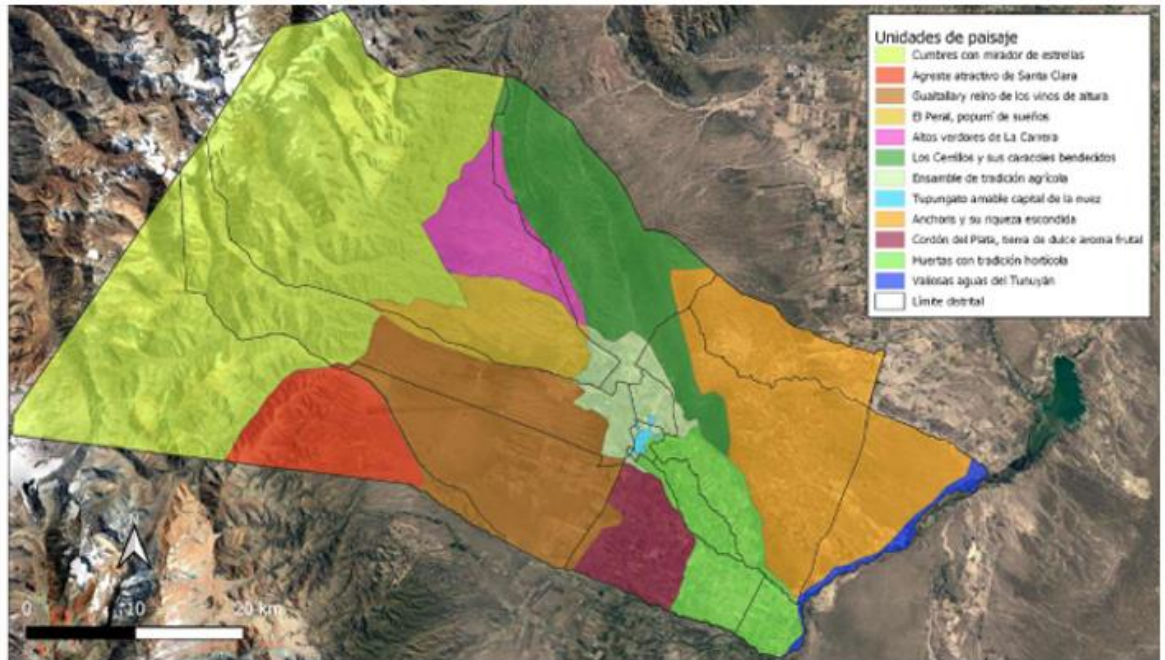 Unidades de paisaje
Cumbres con mirador de estrellas
Agreste atractivo de Santa Clara
Gualtallary reino de los vinos de altura
El Peral, popurrí de sueños
Altos verdores de La Carrera
Los Cerrillos y sus caracoles bendecidos
Ensamble de tradición agrícola
Tupungato amable capital de la nuez
Anchoris y su riqueza escondida
Cordón del Plata, tierra de dulce aroma frutal
Huertas con tradición hortícola
Valiosas aguas del Tunuyán
Límite distrital
0 10 20 km